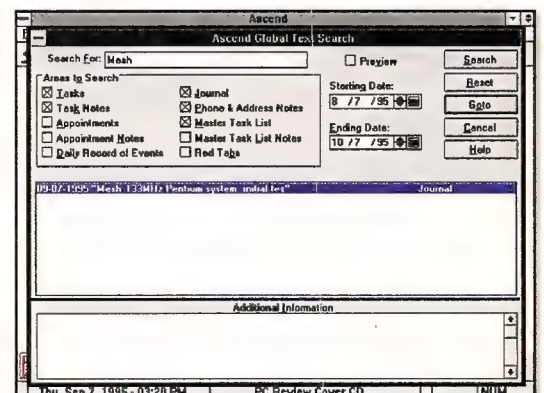 Ascend
Ascend Global Text Search
Search For: Mesh
Preview
Search
Areas to Search
Tasks
Task Notes
Appointments
Appointment Notes
Daily Record of Events
Journal
Phone & Address Notes
Master Task List
Master Task List Notes
Red Tabs
Starting Date:
8 /7 /95
Ending Date:
10 /7 /95
Reset
Goto
Cancel
Help
09-07-1995 "Mesh 133MHz Pentium system initial tes" Journal
Additional Information
Thu, Sep 7, 1995 - 03:20 PM PC Review Cover CD NUM